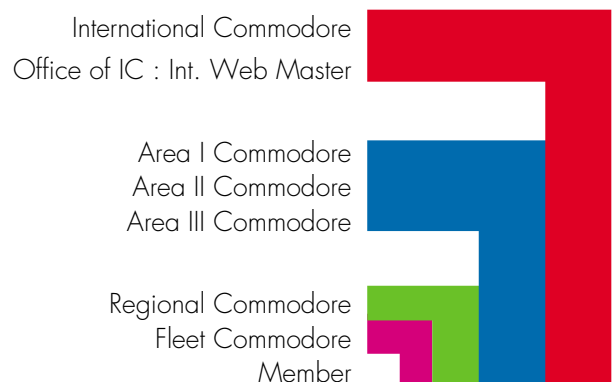 International Commodore
Office of IC : Int. Web Master
Area I Commodore
Area II Commodore
Area III Commodore
Regional Commodore
Fleet Commodore
Member